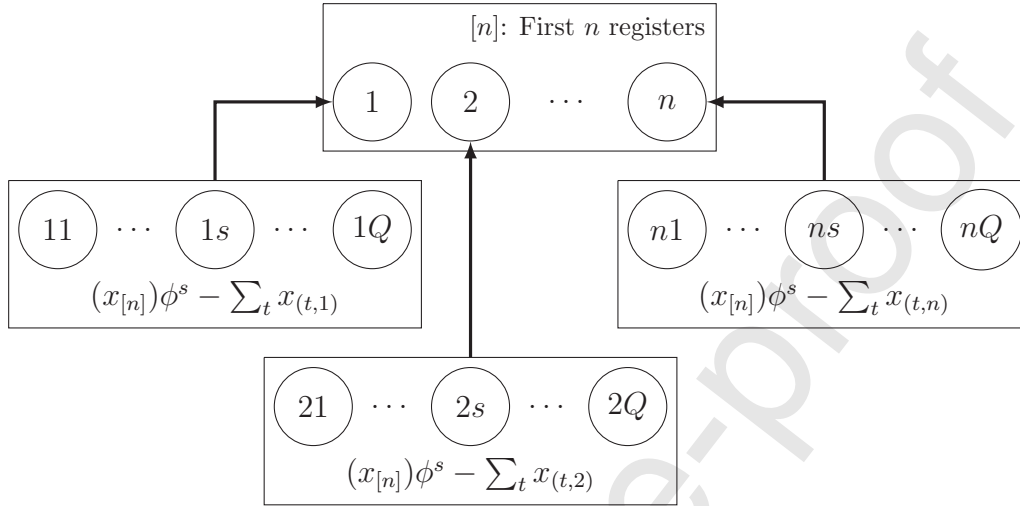 [n]: First n registers
1 2 ⋯ n
11 ⋯ 1s ⋯ 1Q
(x_{[n]})ϕ^s − ∑_t x_{(t,1)}
n1 ⋯ ns ⋯ nQ
(x_{[n]})ϕ^s − ∑_t x_{(t,n)}
21 ⋯ 2s ⋯ 2Q
(x_{[n]})ϕ^s − ∑_t x_{(t,2)}
e-proof